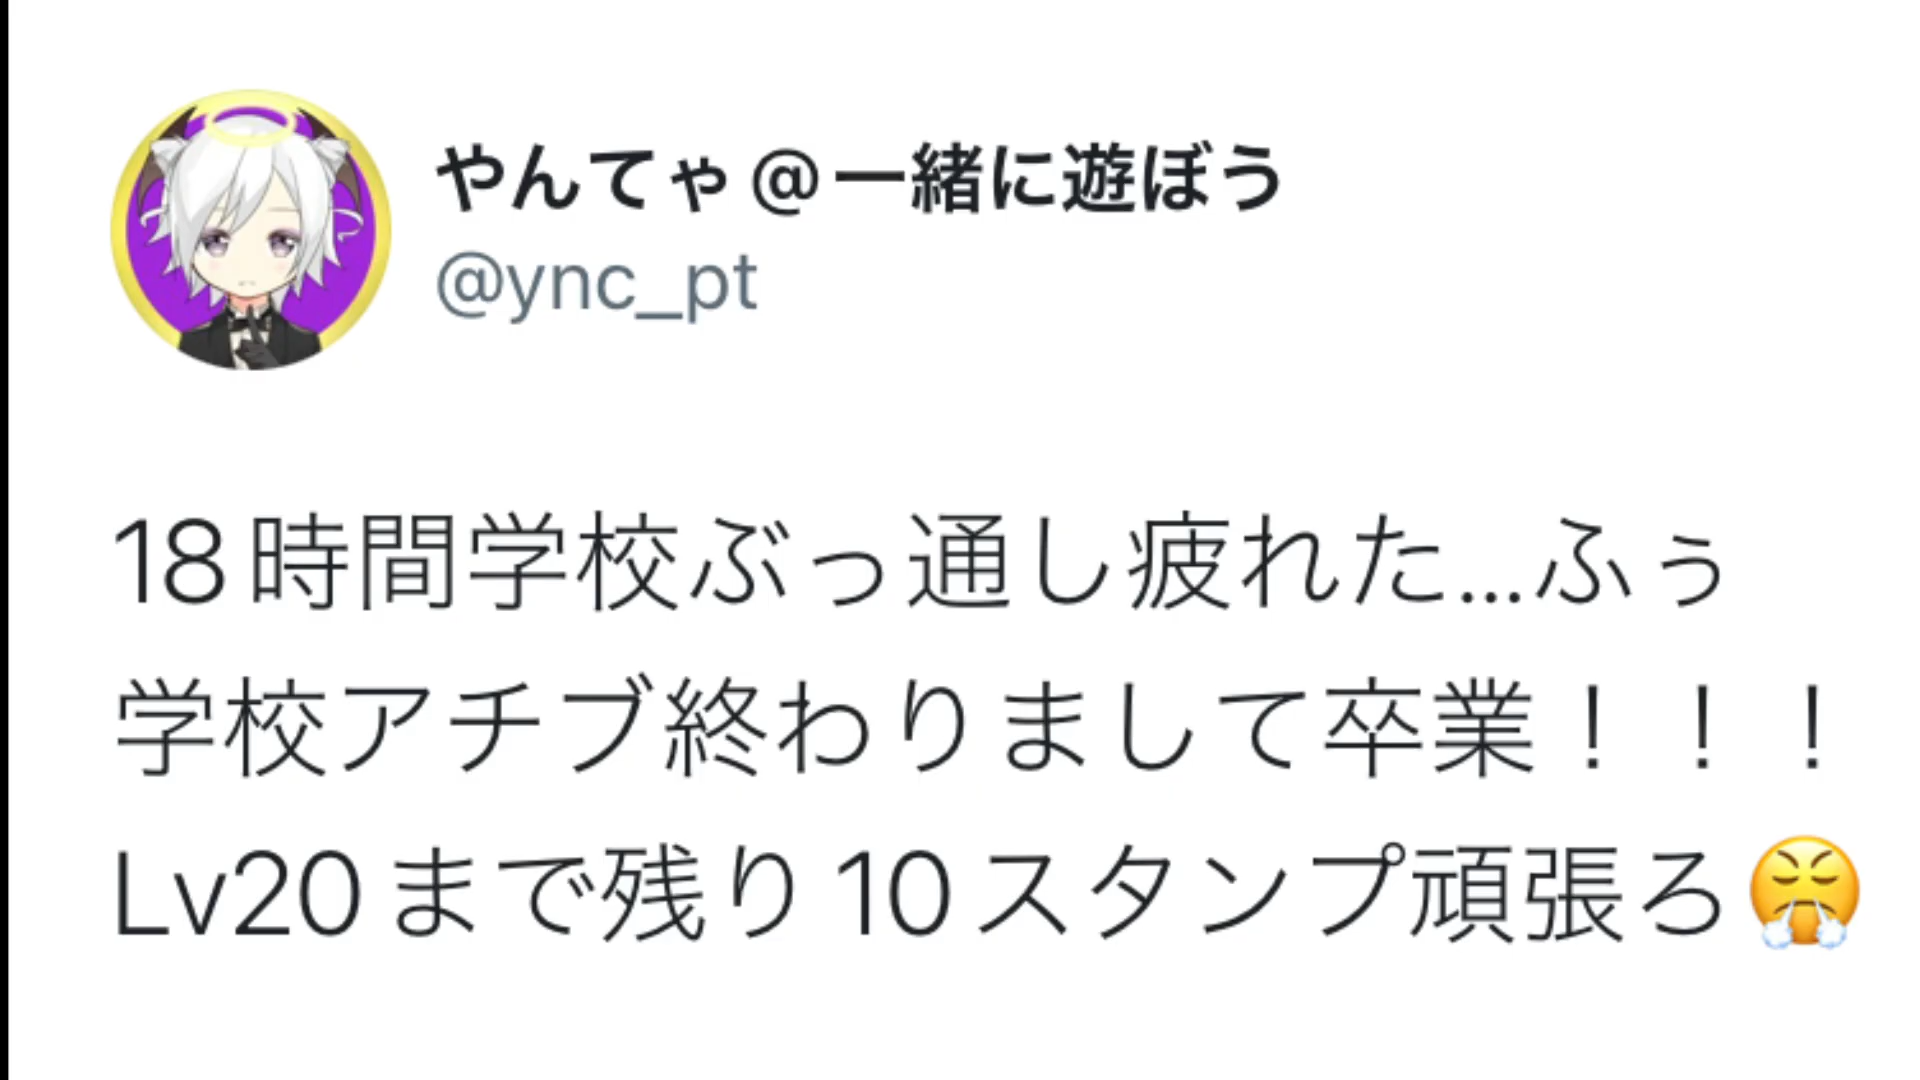 やんてゃ@一緒に遊ぼう
@ync_pt
18時間学校ぶっ通し疲れた...ふぅ
学校アチブ終わりまして卒業！！！
Lv20まで残り10スタンプ頑張ろ😤